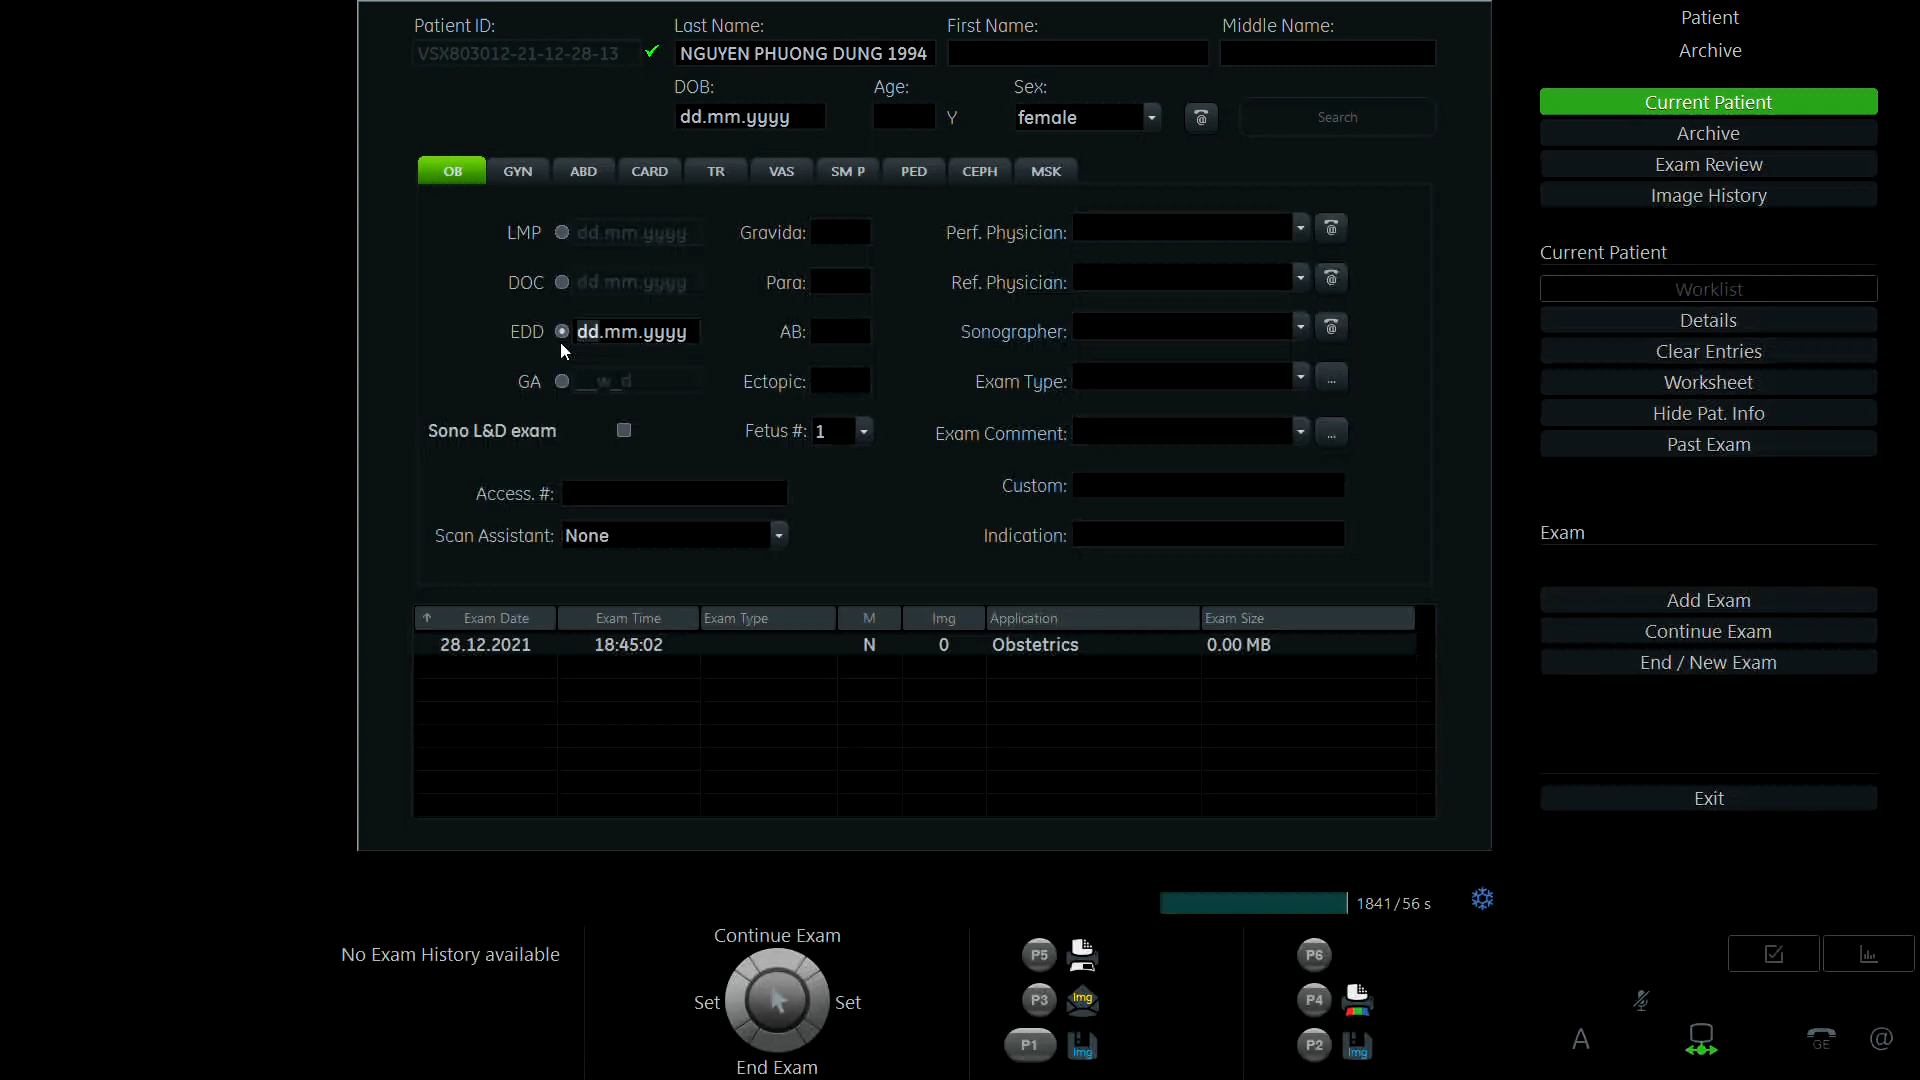 Patient ID: Last Name: First Name: Middle Name:
VSX803012-21-12-28-13 NGUYEN PHUONG DUNG 1994
DOB: Age: Sex:
dd.mm.yyyy Y female @ Search
OB GYN ABD CARD TR VAS SM P PED CEPH MSK
LMP dd.mm.yyyy Gravida: Perf. Physician: @
DOC dd.mm.yyyy Para: Ref. Physician: @
EDD dd.mm.yyyy AB: Sonographer: @
GA __w_d Ectopic: Exam Type: ...
Sono L&D exam Fetus #: 1 Exam Comment: ...
Access. #: Custom:
Scan Assistant: None Indication:
↑ Exam Date Exam Time Exam Type M Img Application Exam Size
28.12.2021 18:45:02 N 0 Obstetrics 0.00 MB
Patient
Archive
Current Patient
Archive
Exam Review
Image History
Current Patient
Worklist
Details
Clear Entries
Worksheet
Hide Pat. Info
Past Exam
Exam
Add Exam
Continue Exam
End / New Exam
Exit
1841/56 s
No Exam History available
Continue Exam
Set Set
End Exam
P5 P6
P3 Img P4
P1 Img P2 Img
A GE @